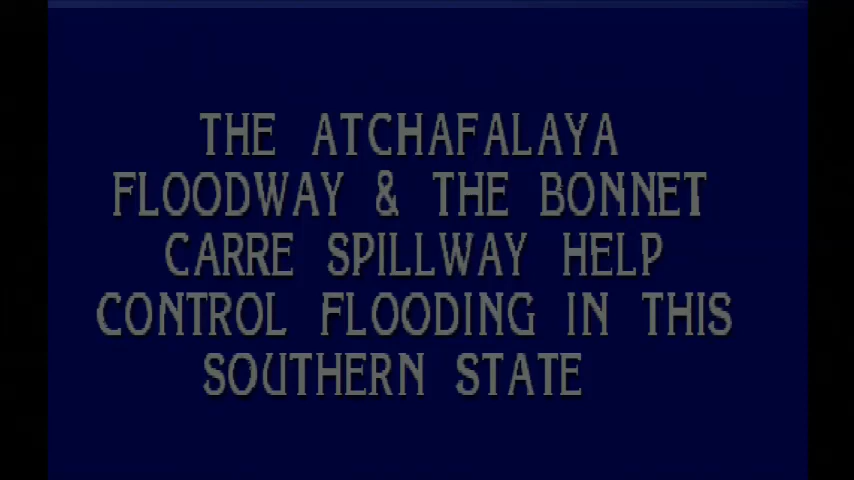 THE ATCHAFALAYA
FLOODWAY & THE BONNET
CARRE SPILLWAY HELP
CONTROL FLOODING IN THIS
SOUTHERN STATE